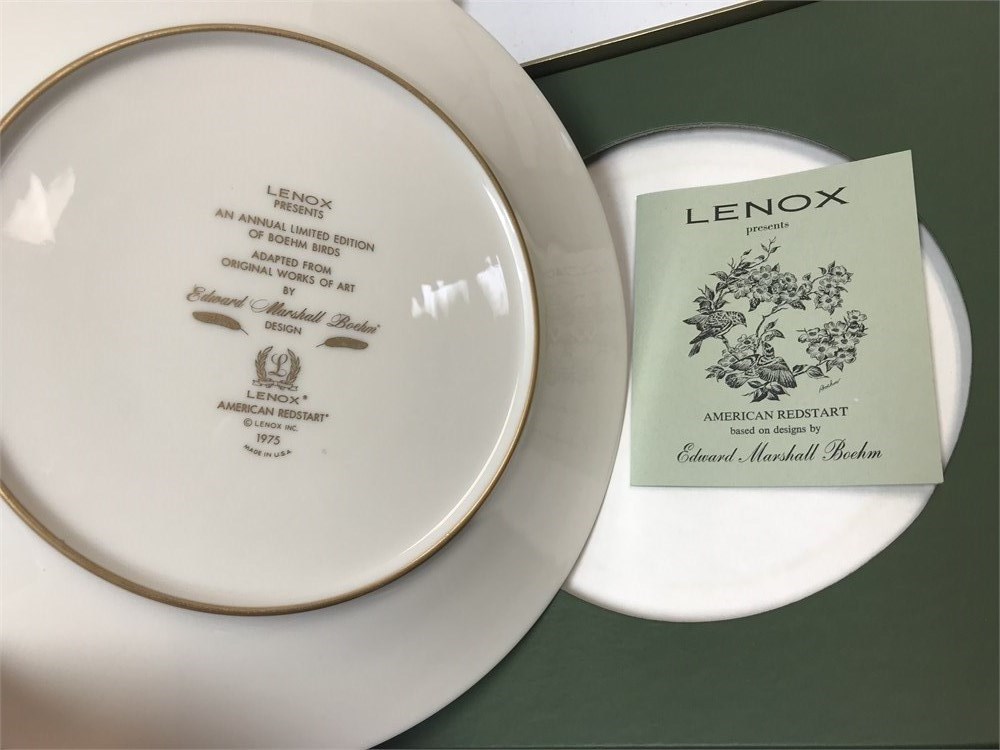 LENOX
PRESENTS
AN ANNUAL LIMITED EDITION
OF BOEHM BIRDS
ADAPTED FROM
ORIGINAL WORKS OF ART
BY
Edward Marshall Boehm
DESIGN
L
LENOX®
AMERICAN REDSTART
© LENOX INC.
1975
MADE IN U.S.A
LENOX
presents
AMERICAN REDSTART
based on designs by
Edward Marshall Boehm